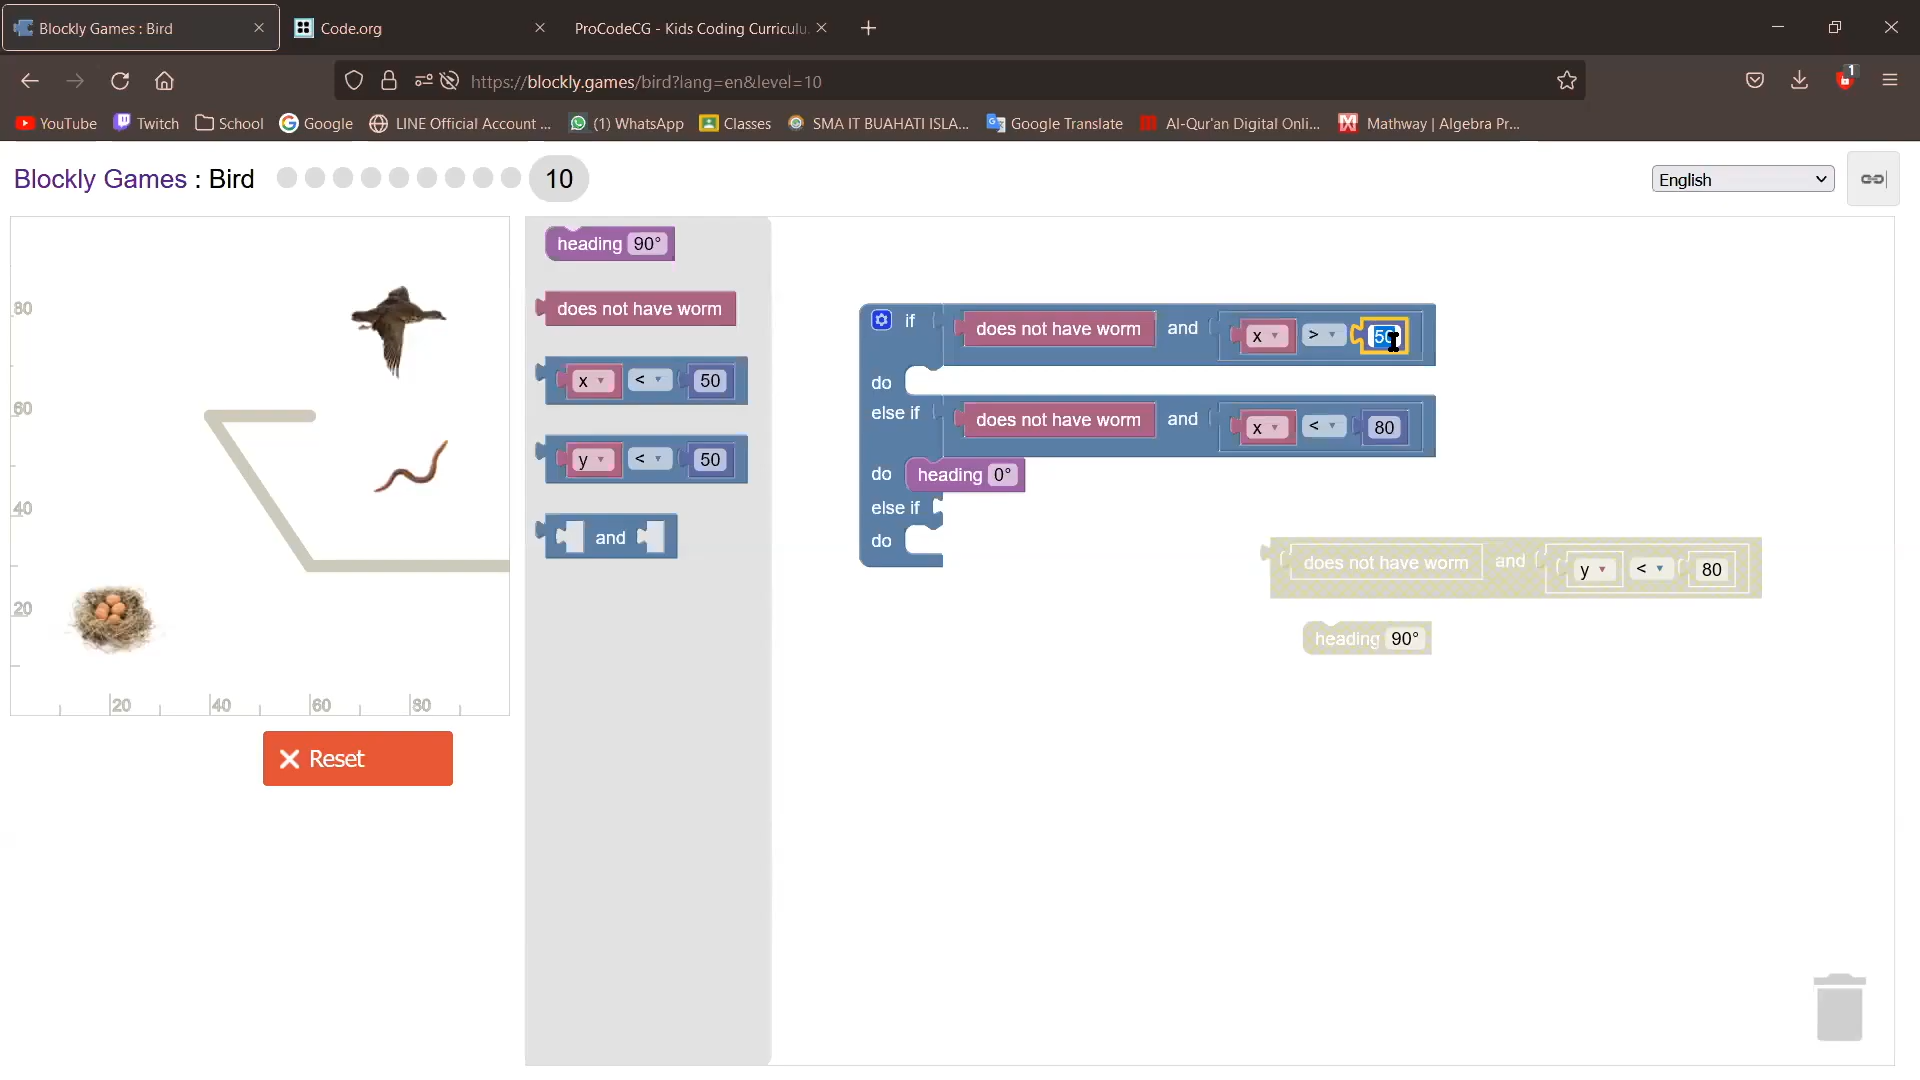 Blockly Games : Bird
Code.org
ProCodeCG - Kids Coding Curriculu
https://blockly.games/bird?lang=en&level=10
1
YouTube
Twitch
School
Google
LINE Official Account ...
(1) WhatsApp
Classes
SMA IT BUAHATI ISLA...
Google Translate
Al-Qur'an Digital Onli...
Mathway | Algebra Pr...
Blockly Games : Bird
10
English
80
60
40
20
20
40
60
80
Reset
heading 90°
does not have worm
x < 50
y < 50
and
if does not have worm and x > 50
do
else if does not have worm and x < 80
do heading 0°
else if
do
does not have worm and y < 80
heading 90°